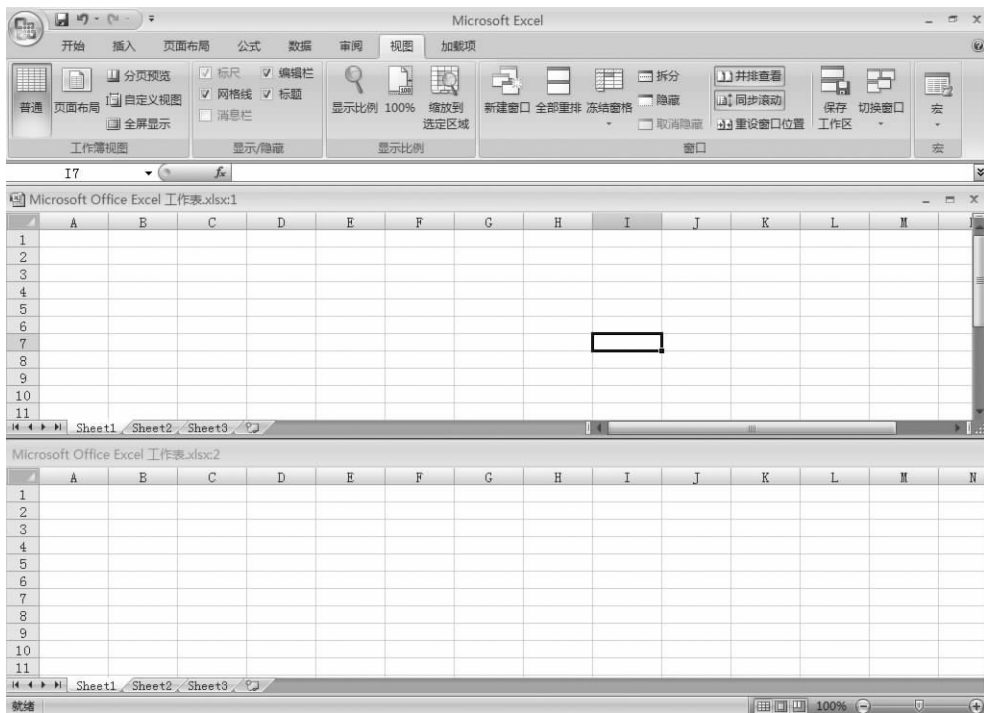 Microsoft Excel
开始 插入 页面布局 公式 数据 审阅 视图 加载项
普通 页面布局 分页预览 自定义视图 全屏显示
标尺 编辑栏 网格线 标题 消息栏
显示比例 100% 缩放到选定区域
新建窗口 全部重排 冻结窗格 拆分 隐藏 取消隐藏 并排查看 同步滚动 重设窗口位置 保存工作区 切换窗口
宏
工作簿视图 显示/隐藏 显示比例 窗口 宏
I7 fx
Microsoft Office Excel 工作表.xlsx:1
A B C D E F G H I J K L M
1
2
3
4
5
6
7
8
9
10
11
Sheet1 Sheet2 Sheet3
Microsoft Office Excel 工作表.xlsx:2
A B C D E F G H I J K L M N
1
2
3
4
5
6
7
8
9
10
11
Sheet1 Sheet2 Sheet3
就绪 100%